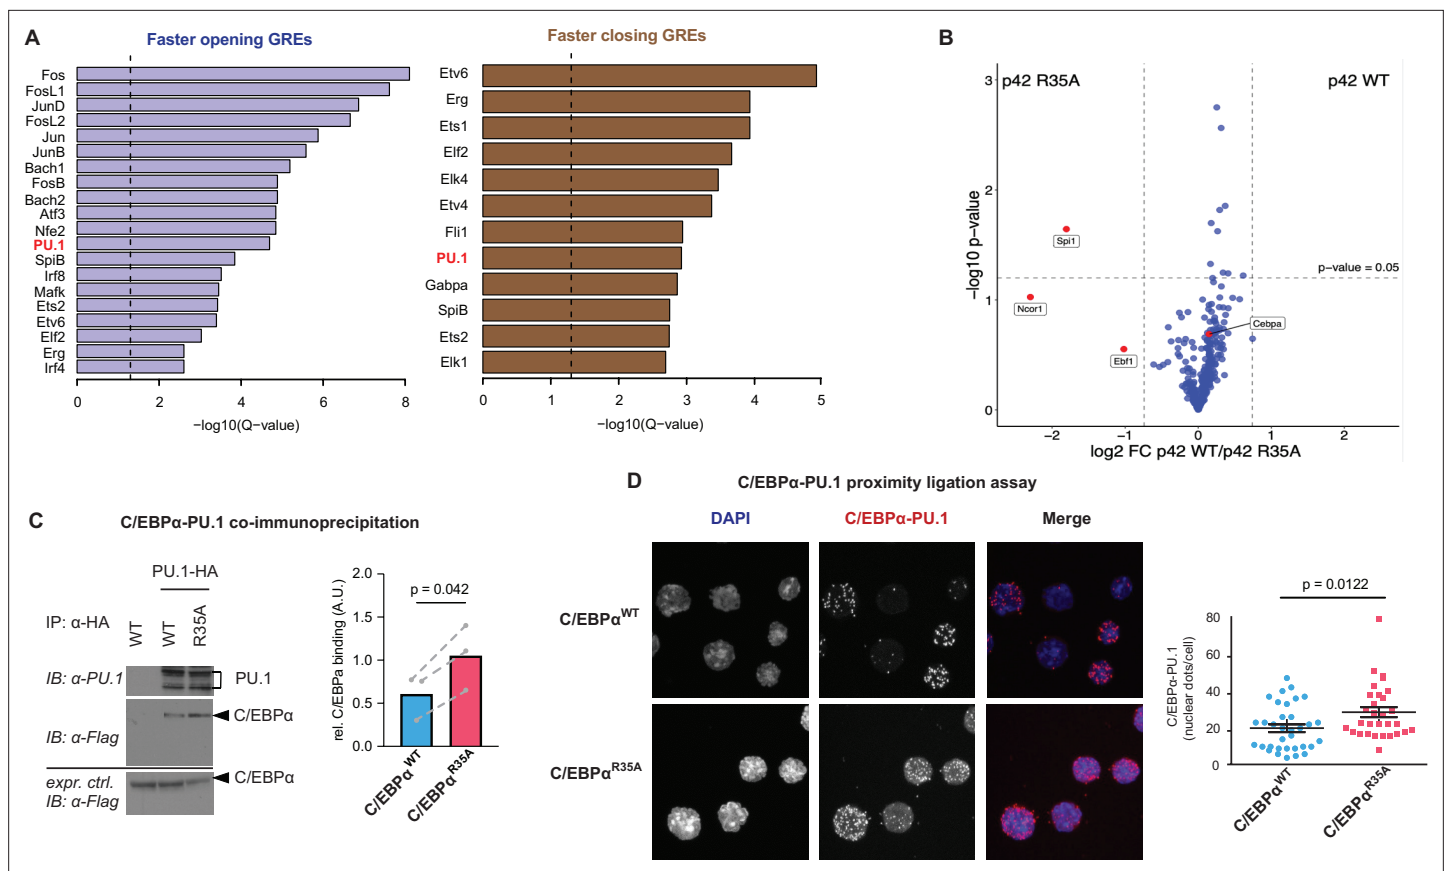 A
Faster opening GREs
Fos
FosL1
JunD
FosL2
Jun
JunB
Bach1
FosB
Bach2
Atf3
Nfe2
PU.1
SpiB
Irf8
Mafk
Ets2
Etv6
Elf2
Erg
Irf4
0 2 4 6 8
−log10(Q−value)
Faster closing GREs
Etv6
Erg
Ets1
Elf2
Elk4
Etv4
Fli1
PU.1
Gabpa
SpiB
Ets2
Elk1
0 1 2 3 4 5
−log10(Q−value)
B
p42 R35A
p42 WT
−log10 p−value
3
2
1
0
Spi1
Ncor1
Ebf1
Cebpa
p−value = 0.05
−2 −1 0 1 2
log2 FC p42 WT/p42 R35A
C
C/EBPα-PU.1 co-immunoprecipitation
PU.1-HA
IP: α-HA
WT
WT
R35A
IB: α-PU.1
PU.1
C/EBPα
IB: α-Flag
C/EBPα
expr. ctrl.
IB: α-Flag
rel. C/EBPa binding (A.U.)
2.0
1.5
1.0
0.5
0.0
p = 0.042
C/EBPα^WT
C/EBPα^R35A
D
C/EBPα-PU.1 proximity ligation assay
DAPI
C/EBPα-PU.1
Merge
C/EBPα^WT
C/EBPα^R35A
p = 0.0122
C/EBPα-PU.1
(nuclear dots/cell)
80
60
40
20
0
C/EBPα^WT
C/EBPα^R35A